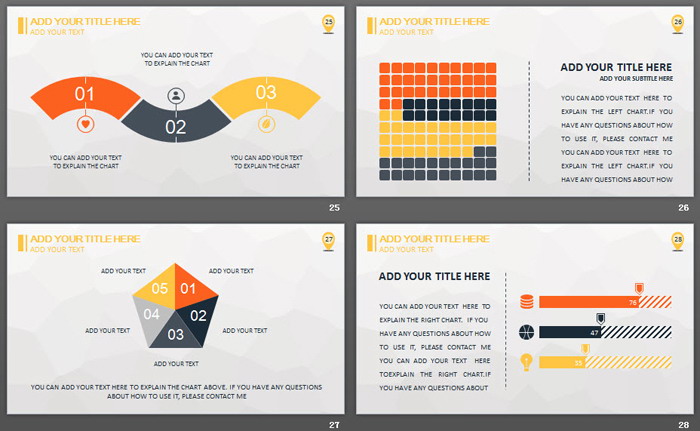 ADD YOUR TITLE HERE
ADD YOUR TEXT
25
YOU CAN ADD YOUR TEXT
TO EXPLAIN THE CHART
01
02
03
YOU CAN ADD YOUR TEXT
TO EXPLAIN THE CHART
YOU CAN ADD YOUR TEXT
TO EXPLAIN THE CHART
25
ADD YOUR TITLE HERE
ADD YOUR TEXT
26
ADD YOUR TITLE HERE
ADD YOUR SUBTITLE HERE
YOU CAN ADD YOUR TEXT HERE TO
EXPLAIN THE LEFT CHART.IF YOU
HAVE ANY QUESTIONS ABOUT HOW
TO USE IT, PLEASE CONTACT ME
YOU CAN ADD YOUR TEXT HERE TO
EXPLAIN THE LEFT CHART.IF YOU
HAVE ANY QUESTIONS ABOUT HOW
26
ADD YOUR TITLE HERE
ADD YOUR TEXT
27
ADD YOUR TEXT
ADD YOUR TEXT
05
01
04
02
03
ADD YOUR TEXT
ADD YOUR TEXT
ADD YOUR TEXT
YOU CAN ADD YOUR TEXT HERE TO EXPLAIN THE CHART ABOVE. IF YOU HAVE ANY QUESTIONS
ABOUT HOW TO USE IT, PLEASE CONTACT ME
27
ADD YOUR TITLE HERE
ADD YOUR TEXT
28
ADD YOUR TITLE HERE
YOU CAN ADD YOUR TEXT HERE TO
EXPLAIN THE RIGHT CHART. IF YOU
HAVE ANY QUESTIONS ABOUT HOW
TO USE IT, PLEASE CONTACT ME
YOU CAN ADD YOUR TEXT HERE
TOEXPLAIN THE RIGHT CHART.IF
YOU HAVE ANY QUESTIONS ABOUT
76
47
28